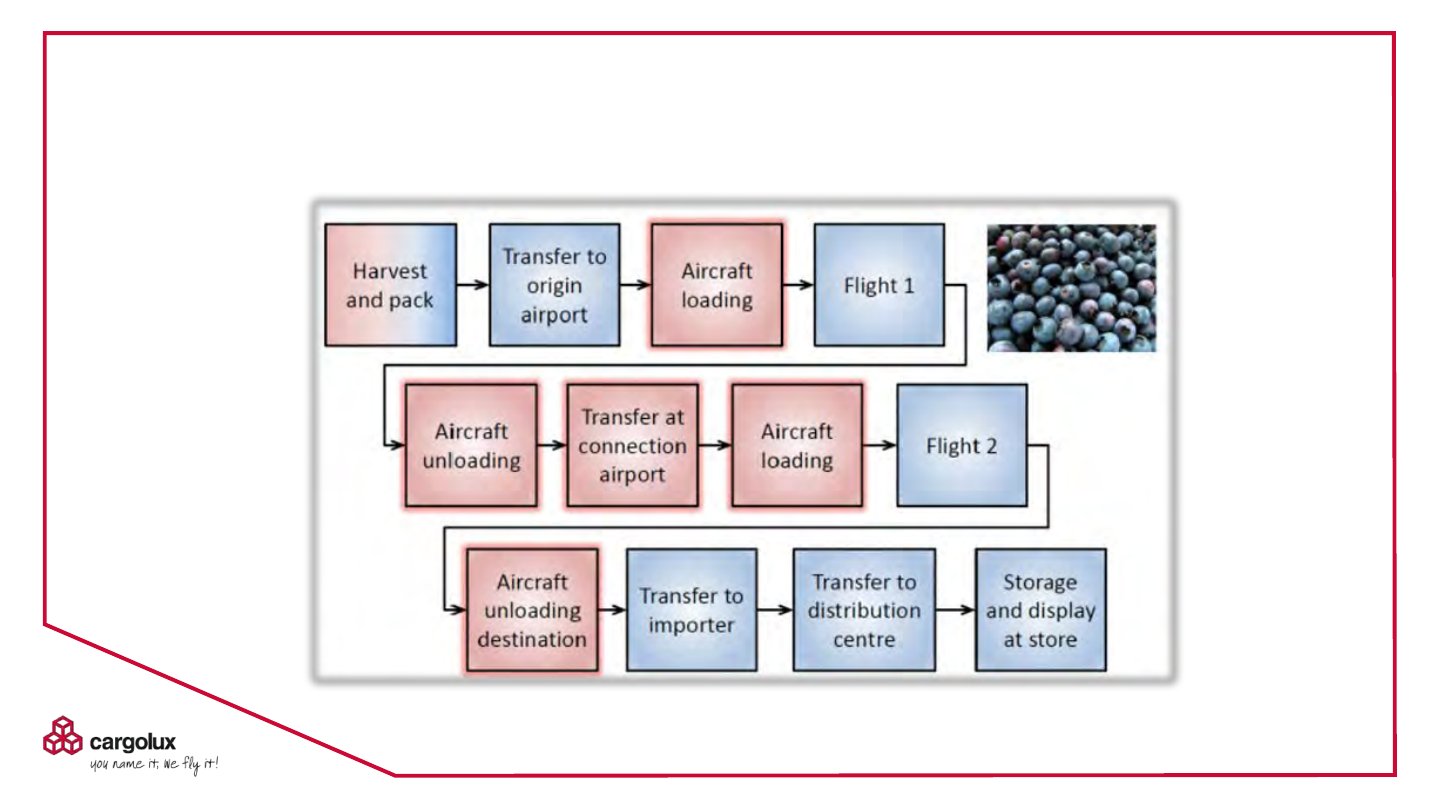 Harvest
and pack
Transfer to
origin
airport
Aircraft
loading
Flight 1
Aircraft
unloading
Transfer at
connection
airport
Aircraft
loading
Flight 2
Aircraft
unloading
destination
Transfer to
importer
Transfer to
distribution
centre
Storage
and display
at store
cargolux
you name it, we fly it!